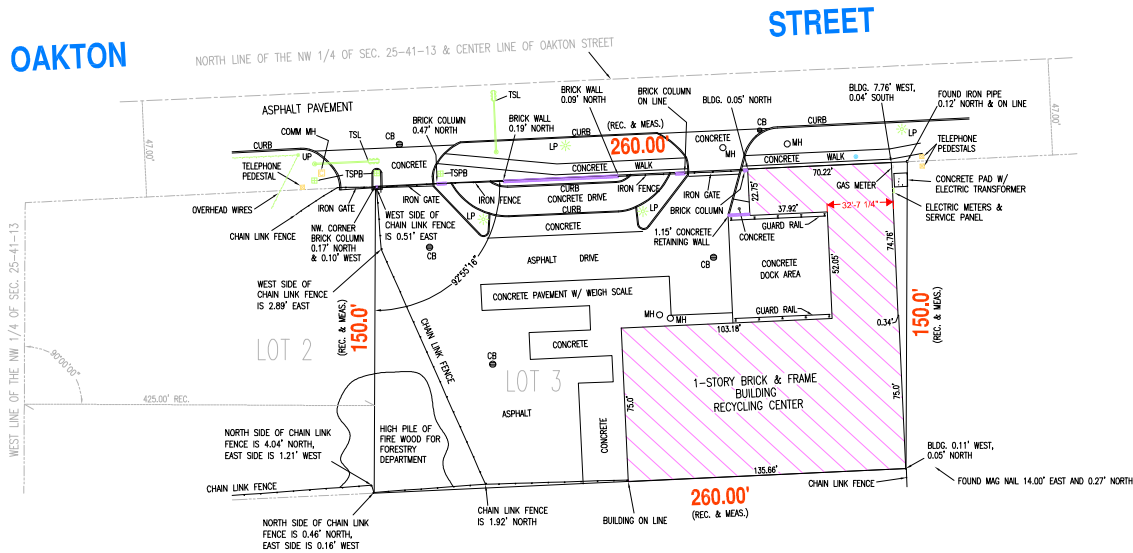 OAKTON
STREET
NORTH LINE OF THE NW 1/4 OF SEC. 25-41-13 & CENTER LINE OF OAKTON STREET
47.00'
47.00'
ASPHALT PAVEMENT
TSL
BRICK WALL
0.09' NORTH
BRICK COLUMN
ON LINE
BLDG. 0.05' NORTH
BLDG. 7.76' WEST,
0.04' SOUTH
FOUND IRON PIPE
0.12' NORTH & ON LINE
COMM MH
TSL
CB
BRICK COLUMN
0.47' NORTH
BRICK WALL
0.19' NORTH
(REC. & MEAS.)
260.00'
CB
CURB
LP
TELEPHONE
PEDESTALS
CURB
UP
CURB
LP
CONCRETE
MH
MH
TELEPHONE
PEDESTAL
TSPB
CONCRETE
TSPB
CONCRETE
WALK
CONCRETE
WALK
70.22'
GAS METER
CONCRETE PAD W/
ELECTRIC TRANSFORMER
OVERHEAD WIRES
IRON GATE
IRON GATE
IRON FENCE
CURB
CONCRETE DRIVE
CURB
IRON FENCE
IRON GATE
22.75'
32'-7 1/4"
ELECTRIC METERS &
SERVICE PANEL
CHAIN LINK FENCE
NW. CORNER
BRICK COLUMN
0.17' NORTH
& 0.10' WEST
WEST SIDE OF
CHAIN LINK FENCE
IS 0.51' EAST
LP
LP
BRICK COLUMN
37.92'
GUARD RAIL
CONCRETE
1.15' CONCRETE
RETAINING WALL
CONCRETE
74.76'
CB
92°55'16"
ASPHALT DRIVE
CB
CONCRETE
DOCK AREA
52.05'
WEST SIDE OF
CHAIN LINK FENCE
IS 2.89' EAST
CONCRETE PAVEMENT W/ WEIGH SCALE
MH
MH
GUARD RAIL
103.18'
0.34'
150.0'
(REC. & MEAS.)
150.0'
(REC. & MEAS.)
WEST LINE OF THE NW 1/4 OF SEC. 25-41-13
90°00'00"
LOT 2
CHAIN LINK FENCE
CB
CONCRETE
LOT 3
1-STORY BRICK & FRAME
BUILDING
RECYCLING CENTER
75.0'
75.0'
425.00' REC.
ASPHALT
CONCRETE
NORTH SIDE OF CHAIN LINK
FENCE IS 4.04' NORTH,
EAST SIDE IS 1.21' WEST
HIGH PILE OF
FIRE WOOD FOR
FORESTRY
DEPARTMENT
BLDG. 0.11' WEST,
0.05' NORTH
135.66'
CHAIN LINK FENCE
CHAIN LINK FENCE
FOUND MAG NAIL 14.00' EAST AND 0.27' NORTH
260.00'
(REC. & MEAS.)
CHAIN LINK FENCE
IS 1.92' NORTH
BUILDING ON LINE
NORTH SIDE OF CHAIN LINK
FENCE IS 0.46' NORTH,
EAST SIDE IS 0.16' WEST